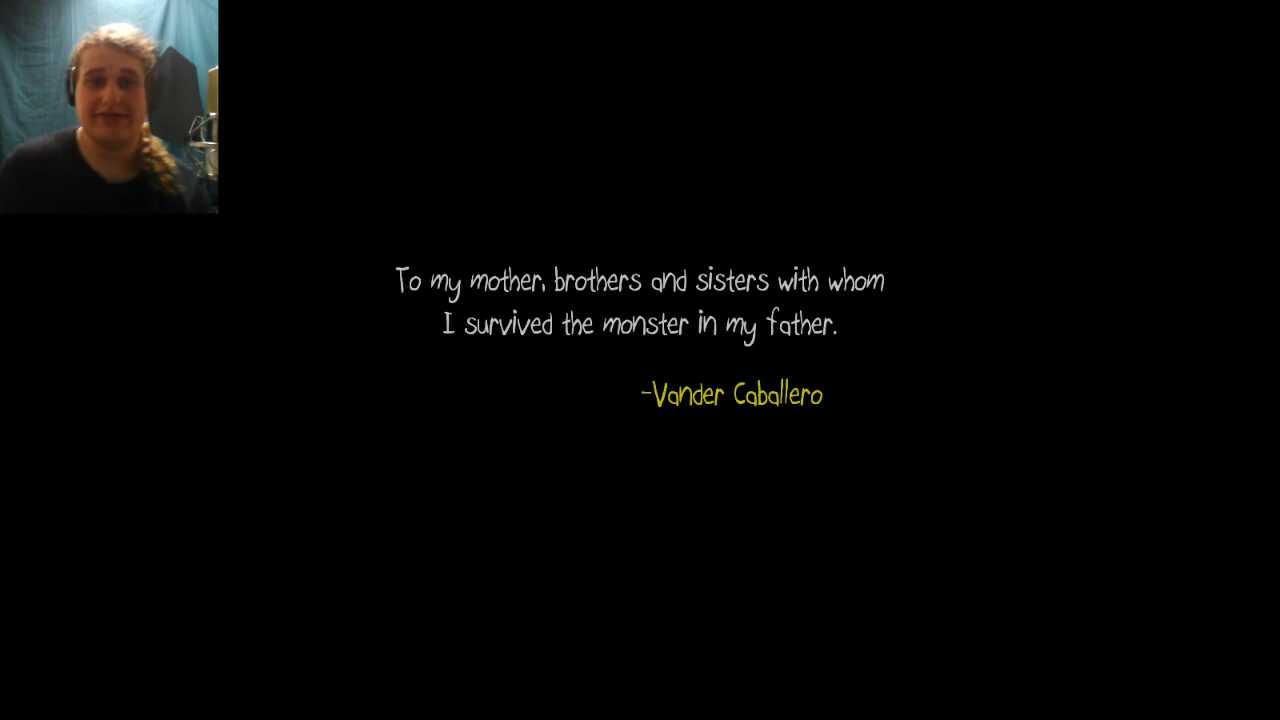 To my mother, brothers and sisters with whom
I survived the monster in my father.
-Vander Caballero